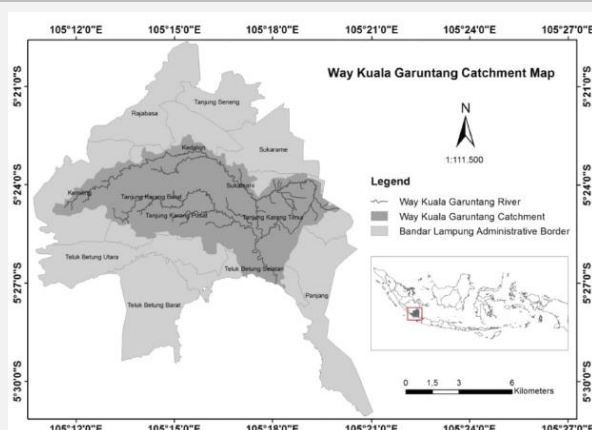 105°12'0"E 105°15'0"E 105°18'0"E 105°21'0"E 105°24'0"E 105°27'0"E
Way Kuala Garuntang Catchment Map
5°21'0"S
5°21'0"S
Tanjung Seneng
Rajabasa
N
Kedaton
Sukarame
1:111.500
Legend
5°24'0"S
5°24'0"S
Kemiling
Sukabumi
Way Kuala Garuntang River
Tanjung Karang Barat
Way Kuala Garuntang Catchment
Tanjung Karang Pusat
Tanjung Karang Timur
Bandar Lampung Administrative Border
Teluk Betung Utara
Teluk Betung Selatan
5°27'0"S
5°27'0"S
Panjang
Teluk Betung Barat
5°30'0"S
5°30'0"S
0 1,5 3 6
Kilometers
105°12'0"E 105°15'0"E 105°18'0"E 105°21'0"E 105°24'0"E 105°27'0"E